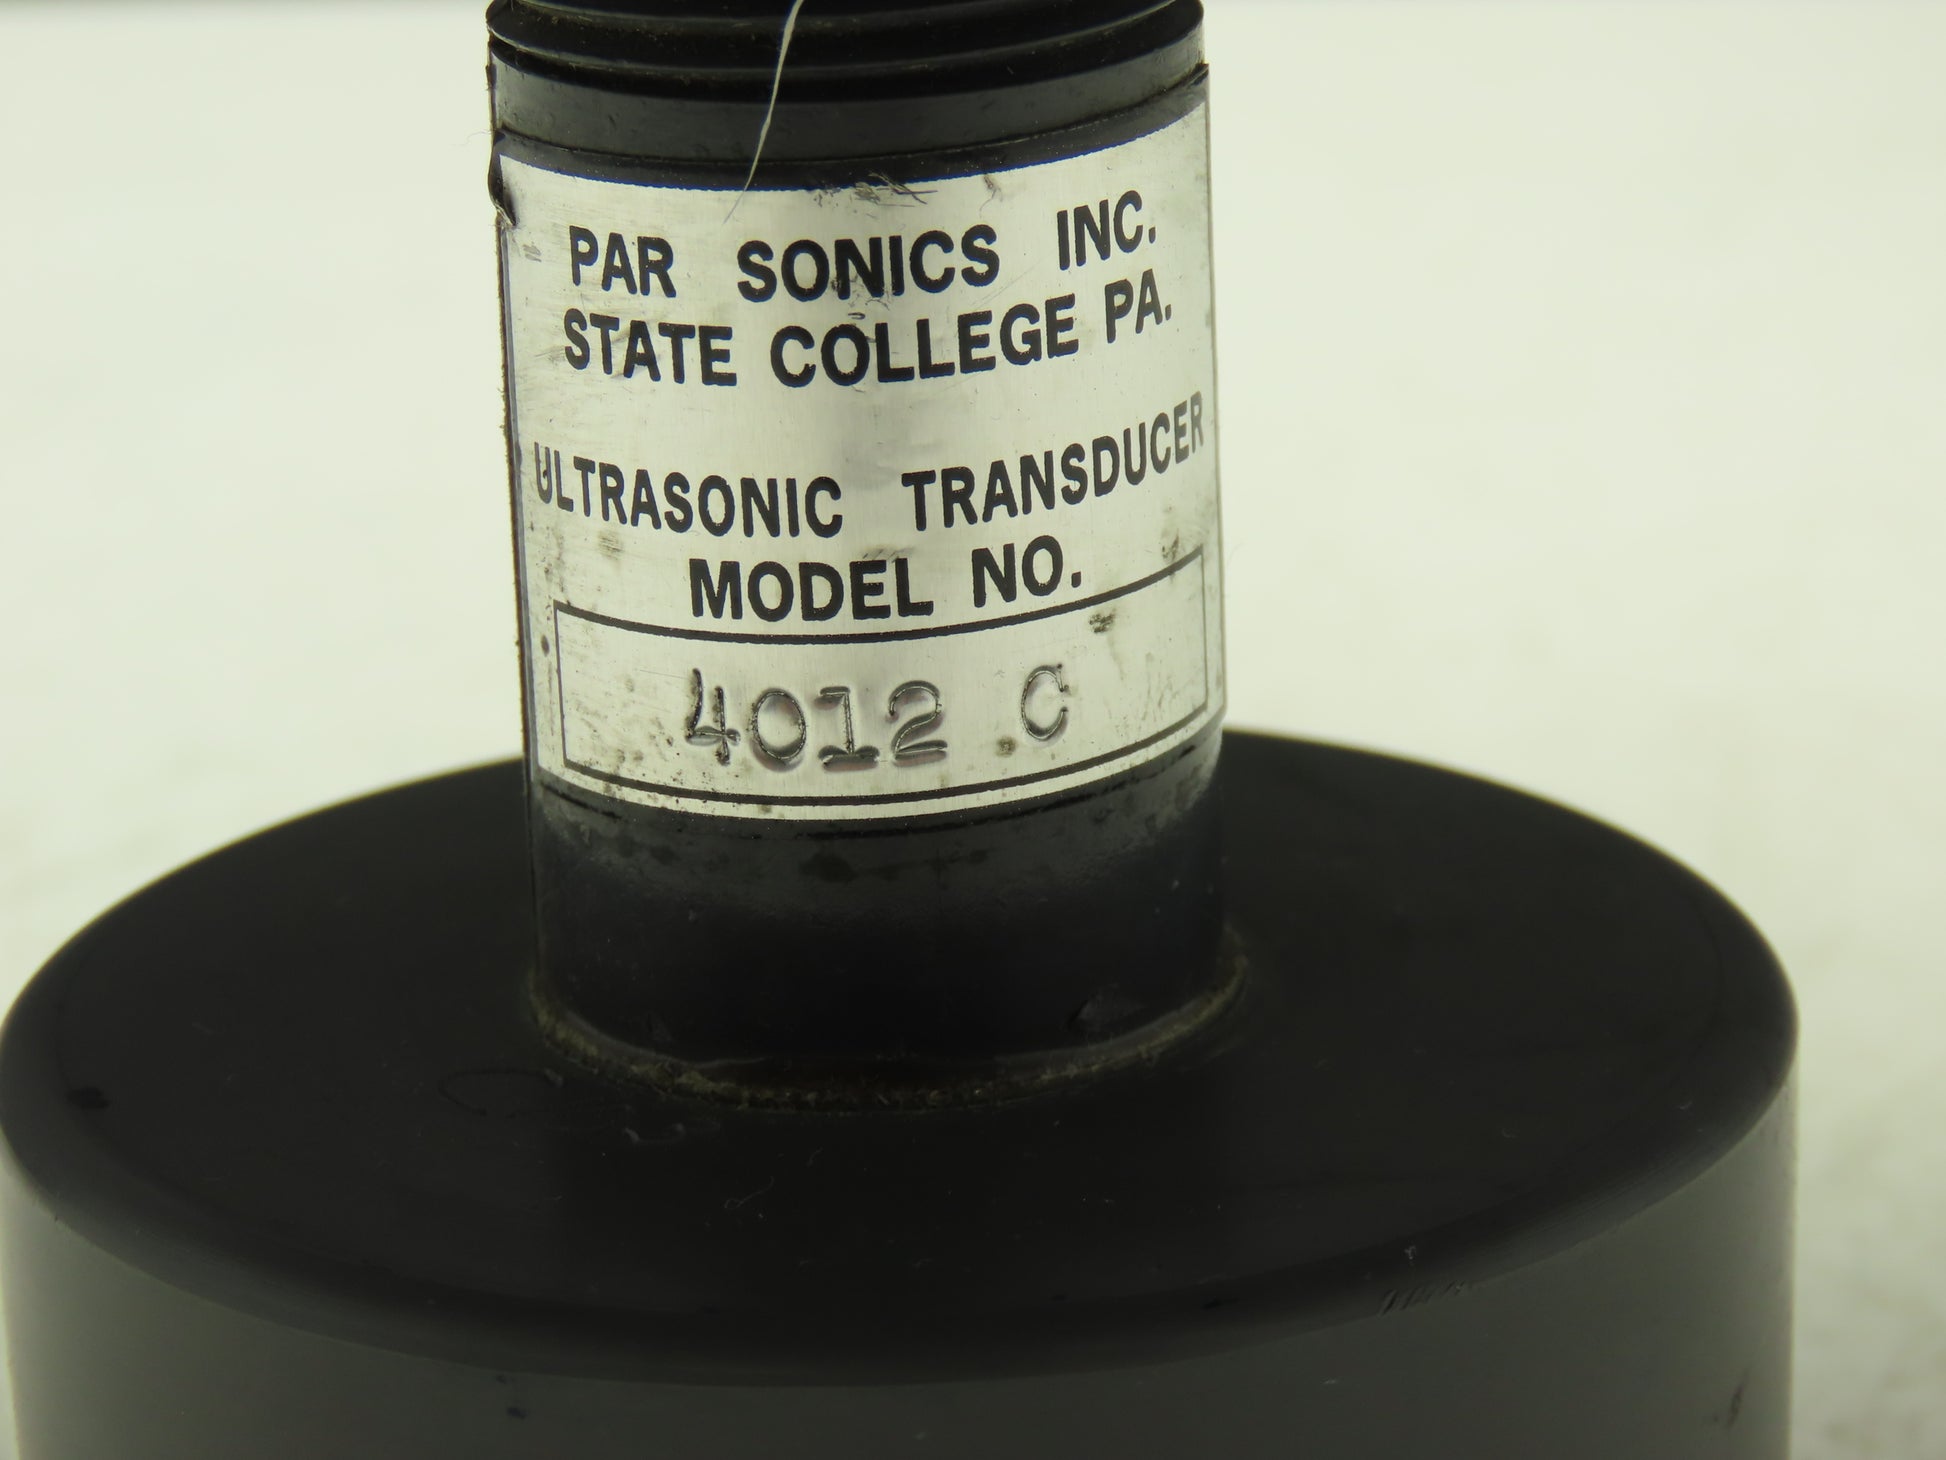 PAR SONICS INC.
STATE COLLEGE PA.
ULTRASONIC TRANSDUCER
MODEL NO.
4012 C